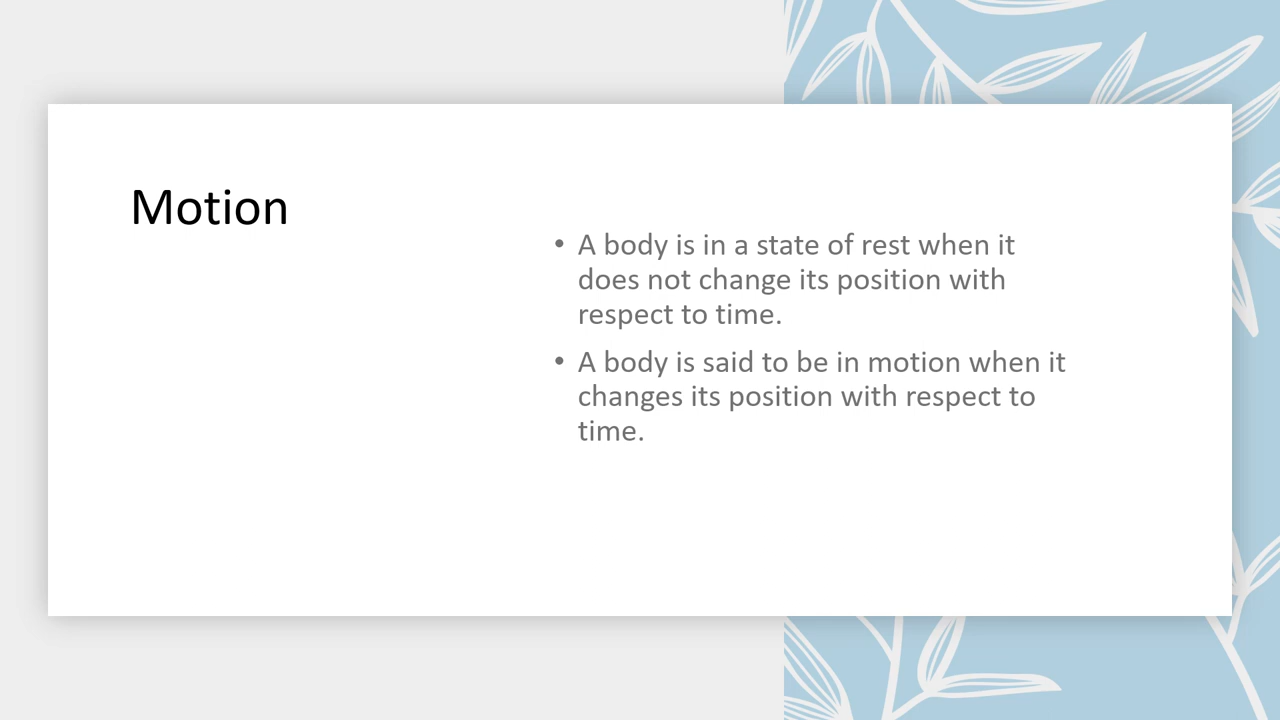 Motion
• A body is in a state of rest when it
does not change its position with
respect to time.
• A body is said to be in motion when it
changes its position with respect to
time.